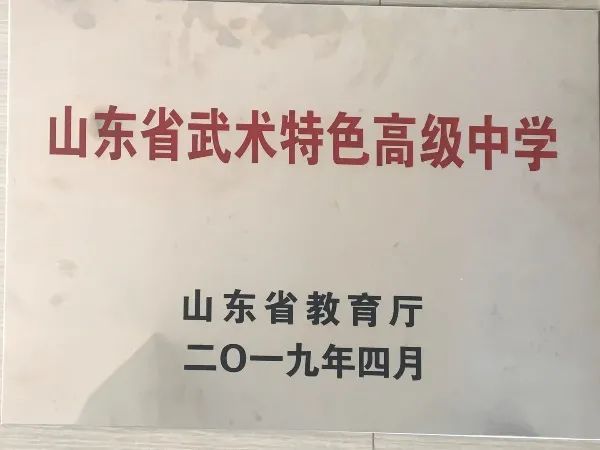 山东省武术特色高级中学
山东省教育厅
二〇一九年四月